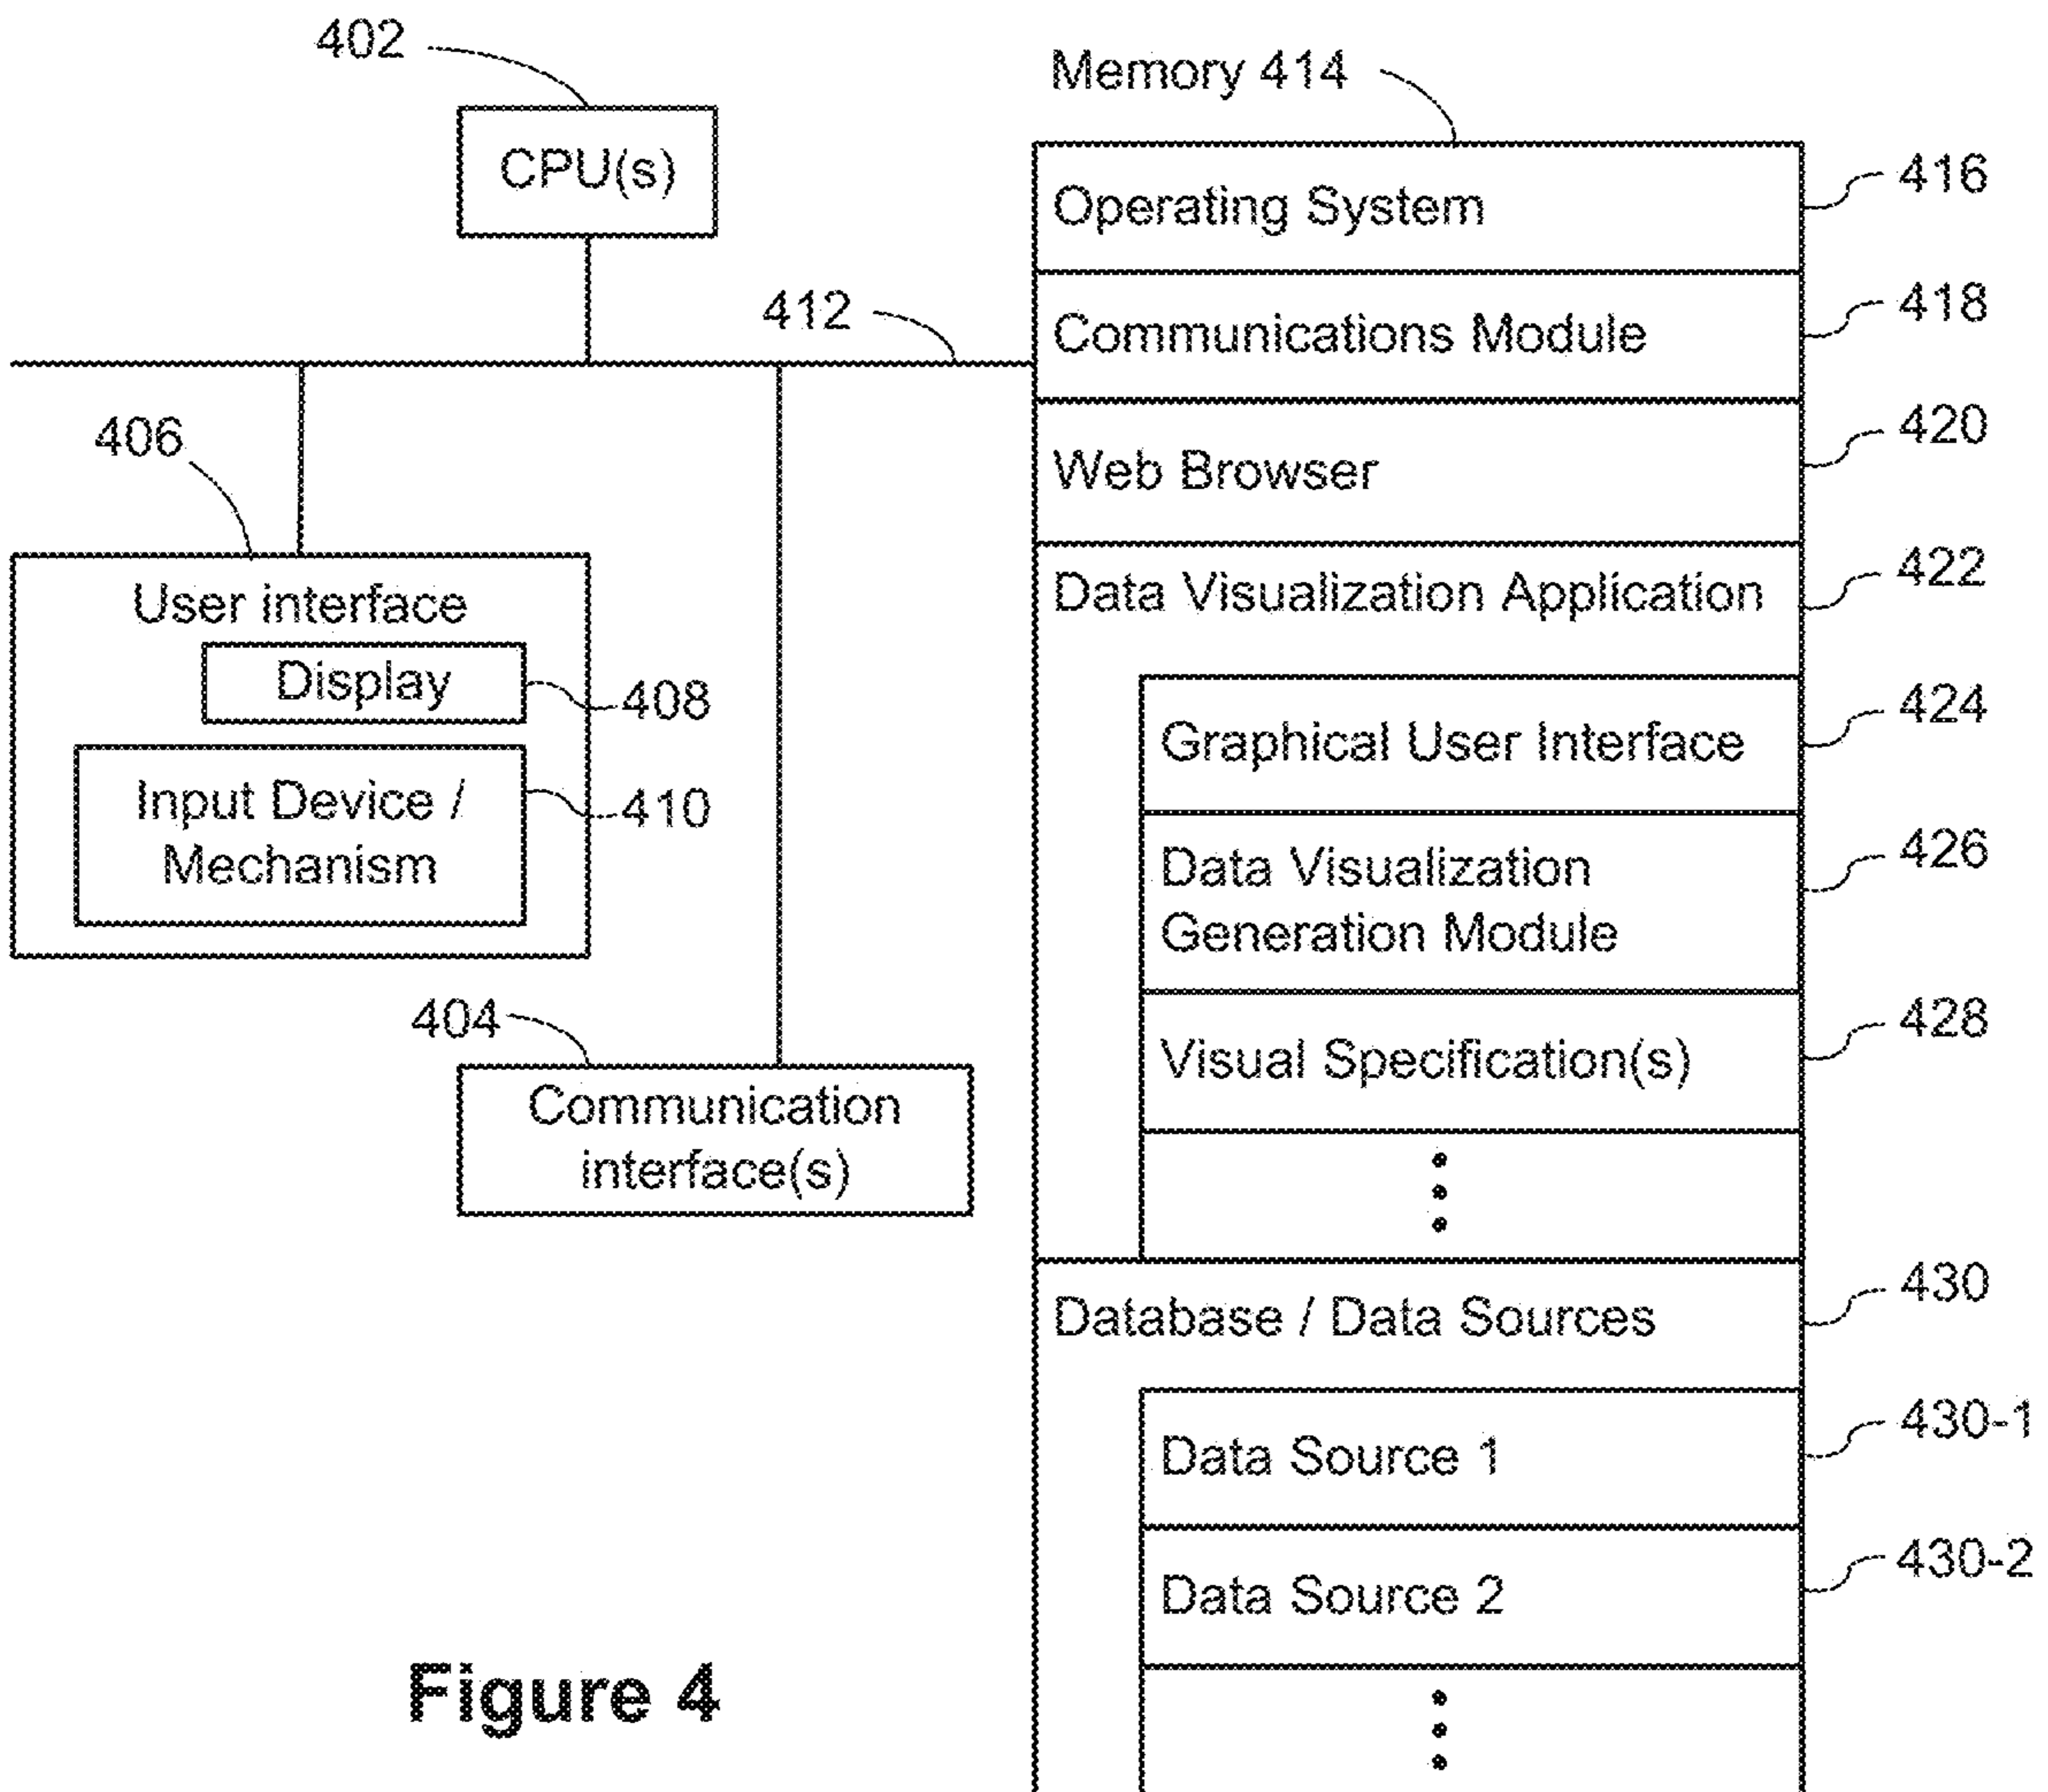 402
CPU(s)
412
406
User interface
Display
408
Input Device /
Mechanism
410
404
Communication
interface(s)
Memory 414
Operating System
416
Communications Module
418
Web Browser
420
Data Visualization Application
422
Graphical User Interface
424
Data Visualization
Generation Module
426
Visual Specification(s)
428
Database / Data Sources
430
Data Source 1
430-1
Data Source 2
430-2
Figure 4